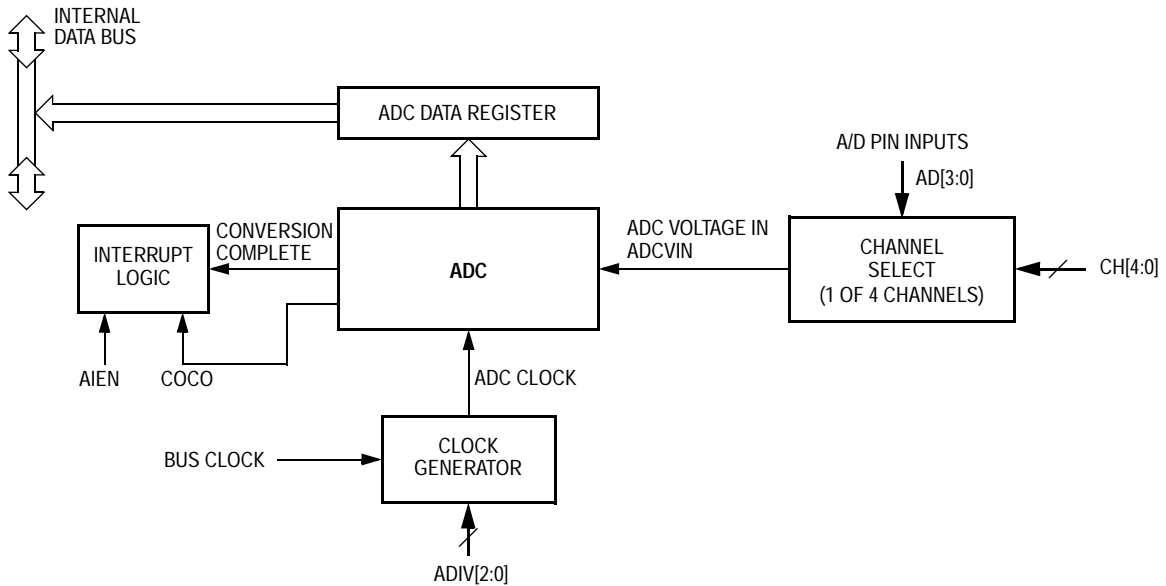 INTERNAL
DATA BUS
ADC DATA REGISTER
A/D PIN INPUTS
AD[3:0]
INTERRUPT
LOGIC
CONVERSION
COMPLETE
ADC
ADC VOLTAGE IN
ADCVIN
CHANNEL
SELECT
(1 OF 4 CHANNELS)
CH[4:0]
AIEN
COCO
ADC CLOCK
BUS CLOCK
CLOCK
GENERATOR
ADIV[2:0]